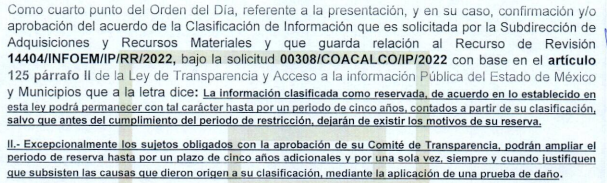 Como cuarto punto del Orden del Día, referente a la presentación, y en su caso, confirmación y/o
aprobación del acuerdo de la Clasificación de Información que es solicitada por la Subdirección de
Adquisiciones y Recursos Materiales y que guarda relación al Recurso de Revisión
14404/INFOEM/IP/RR/2022, bajo la solicitud 00308/COACALCO/IP/2022 con base en el artículo
125 párrafo II de la Ley de Transparencia y Acceso a la información Pública del Estado de México
y Municipios que a la letra dice: La información clasificada como reservada, de acuerdo en lo establecido en
esta ley podrá permanecer con tal carácter hasta por un periodo de cinco años, contados a partir de su clasificación,
salvo que antes del cumplimiento del periodo de restricción, dejarán de existir los motivos de su reserva.
II.- Excepcionalmente los sujetos obligados con la aprobación de su Comité de Transparencia, podrán ampliar el
periodo de reserva hasta por un plazo de cinco años adicionales y por una sola vez, siempre y cuando justifiquen
que subsisten las causas que dieron origen a su clasificación, mediante la aplicación de una prueba de daño.